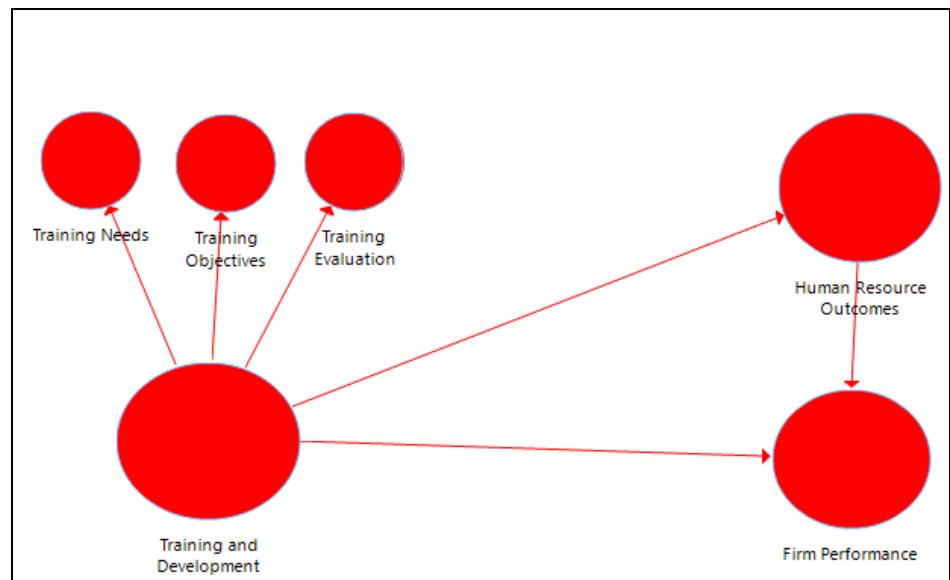 Training Needs
Training
Objectives
Training
Evaluation
Human Resource
Outcomes
Training and
Development
Firm Performance